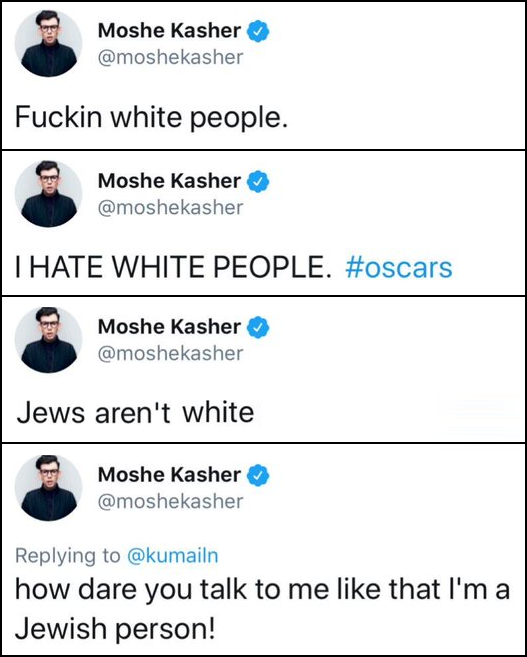 Moshe Kasher
@moshekasher
Fuckin white people.
Moshe Kasher
@moshekasher
I HATE WHITE PEOPLE. #oscars
Moshe Kasher
@moshekasher
Jews aren't white
Moshe Kasher
@moshekasher
Replying to @kumailn
how dare you talk to me like that I'm a
Jewish person!